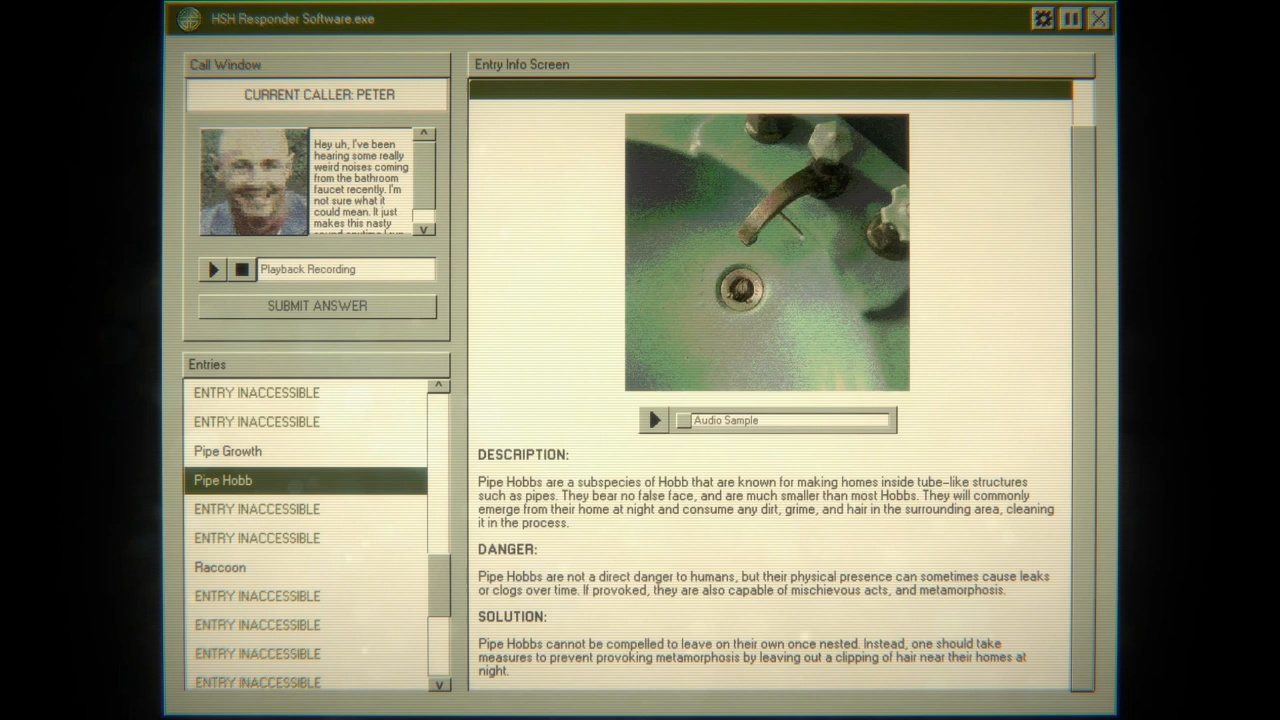 HSH Responder Software.exe
Call Window
CURRENT CALLER: PETER
Hey uh, I've been
hearing some really
weird noises coming
from the bathroom
faucet recently. I'm
not sure what it
could mean. It just
makes this nasty
Playback Recording
SUBMIT ANSWER
Entries
ENTRY INACCESSIBLE
ENTRY INACCESSIBLE
Pipe Growth
Pipe Hobb
ENTRY INACCESSIBLE
ENTRY INACCESSIBLE
Raccoon
ENTRY INACCESSIBLE
ENTRY INACCESSIBLE
ENTRY INACCESSIBLE
ENTRY INACCESSIBLE
Entry Info Screen
Audio Sample
DESCRIPTION:
Pipe Hobbs are a subspecies of Hobb that are known for making homes inside tube-like structures
such as pipes. They bear no false face, and are much smaller than most Hobbs. They will commonly
emerge from their home at night and consume any dirt, grime, and hair in the surrounding area, cleaning
it in the process.
DANGER:
Pipe Hobbs are not a direct danger to humans, but their physical presence can sometimes cause leaks
or clogs over time. If provoked, they are also capable of mischievous acts, and metamorphosis.
SOLUTION:
Pipe Hobbs cannot be compelled to leave on their own once nested. Instead, one should take
measures to prevent provoking metamorphosis by leaving out a clipping of hair near their homes at
night.